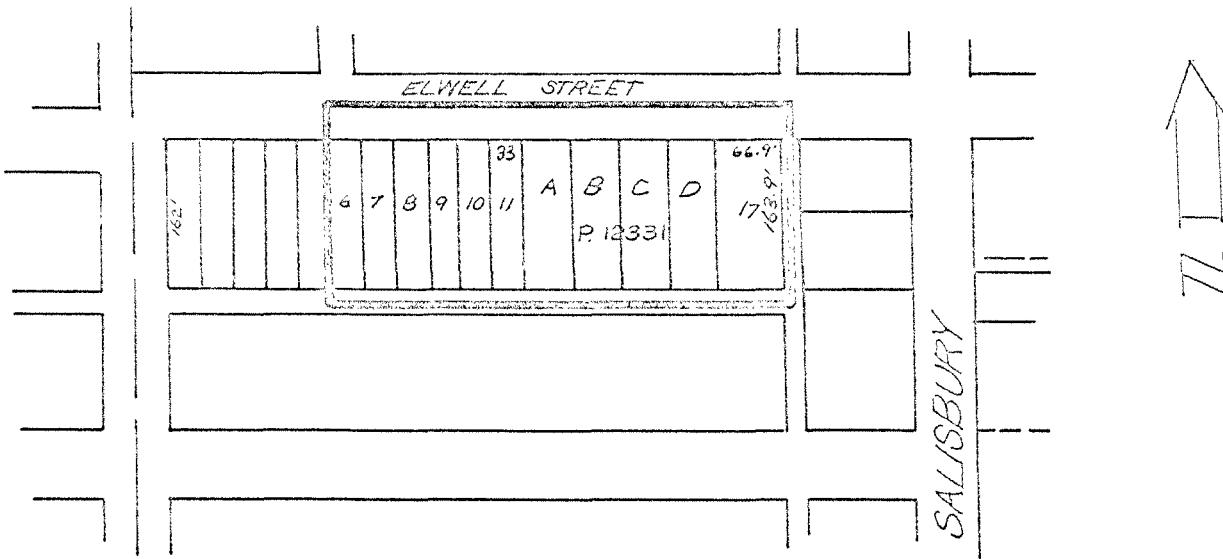 ELWELL STREET
162'
6 7 8 9 10 11
33
A B C D
66.9'
17
163.9'
P. 12331
SALISBURY
N